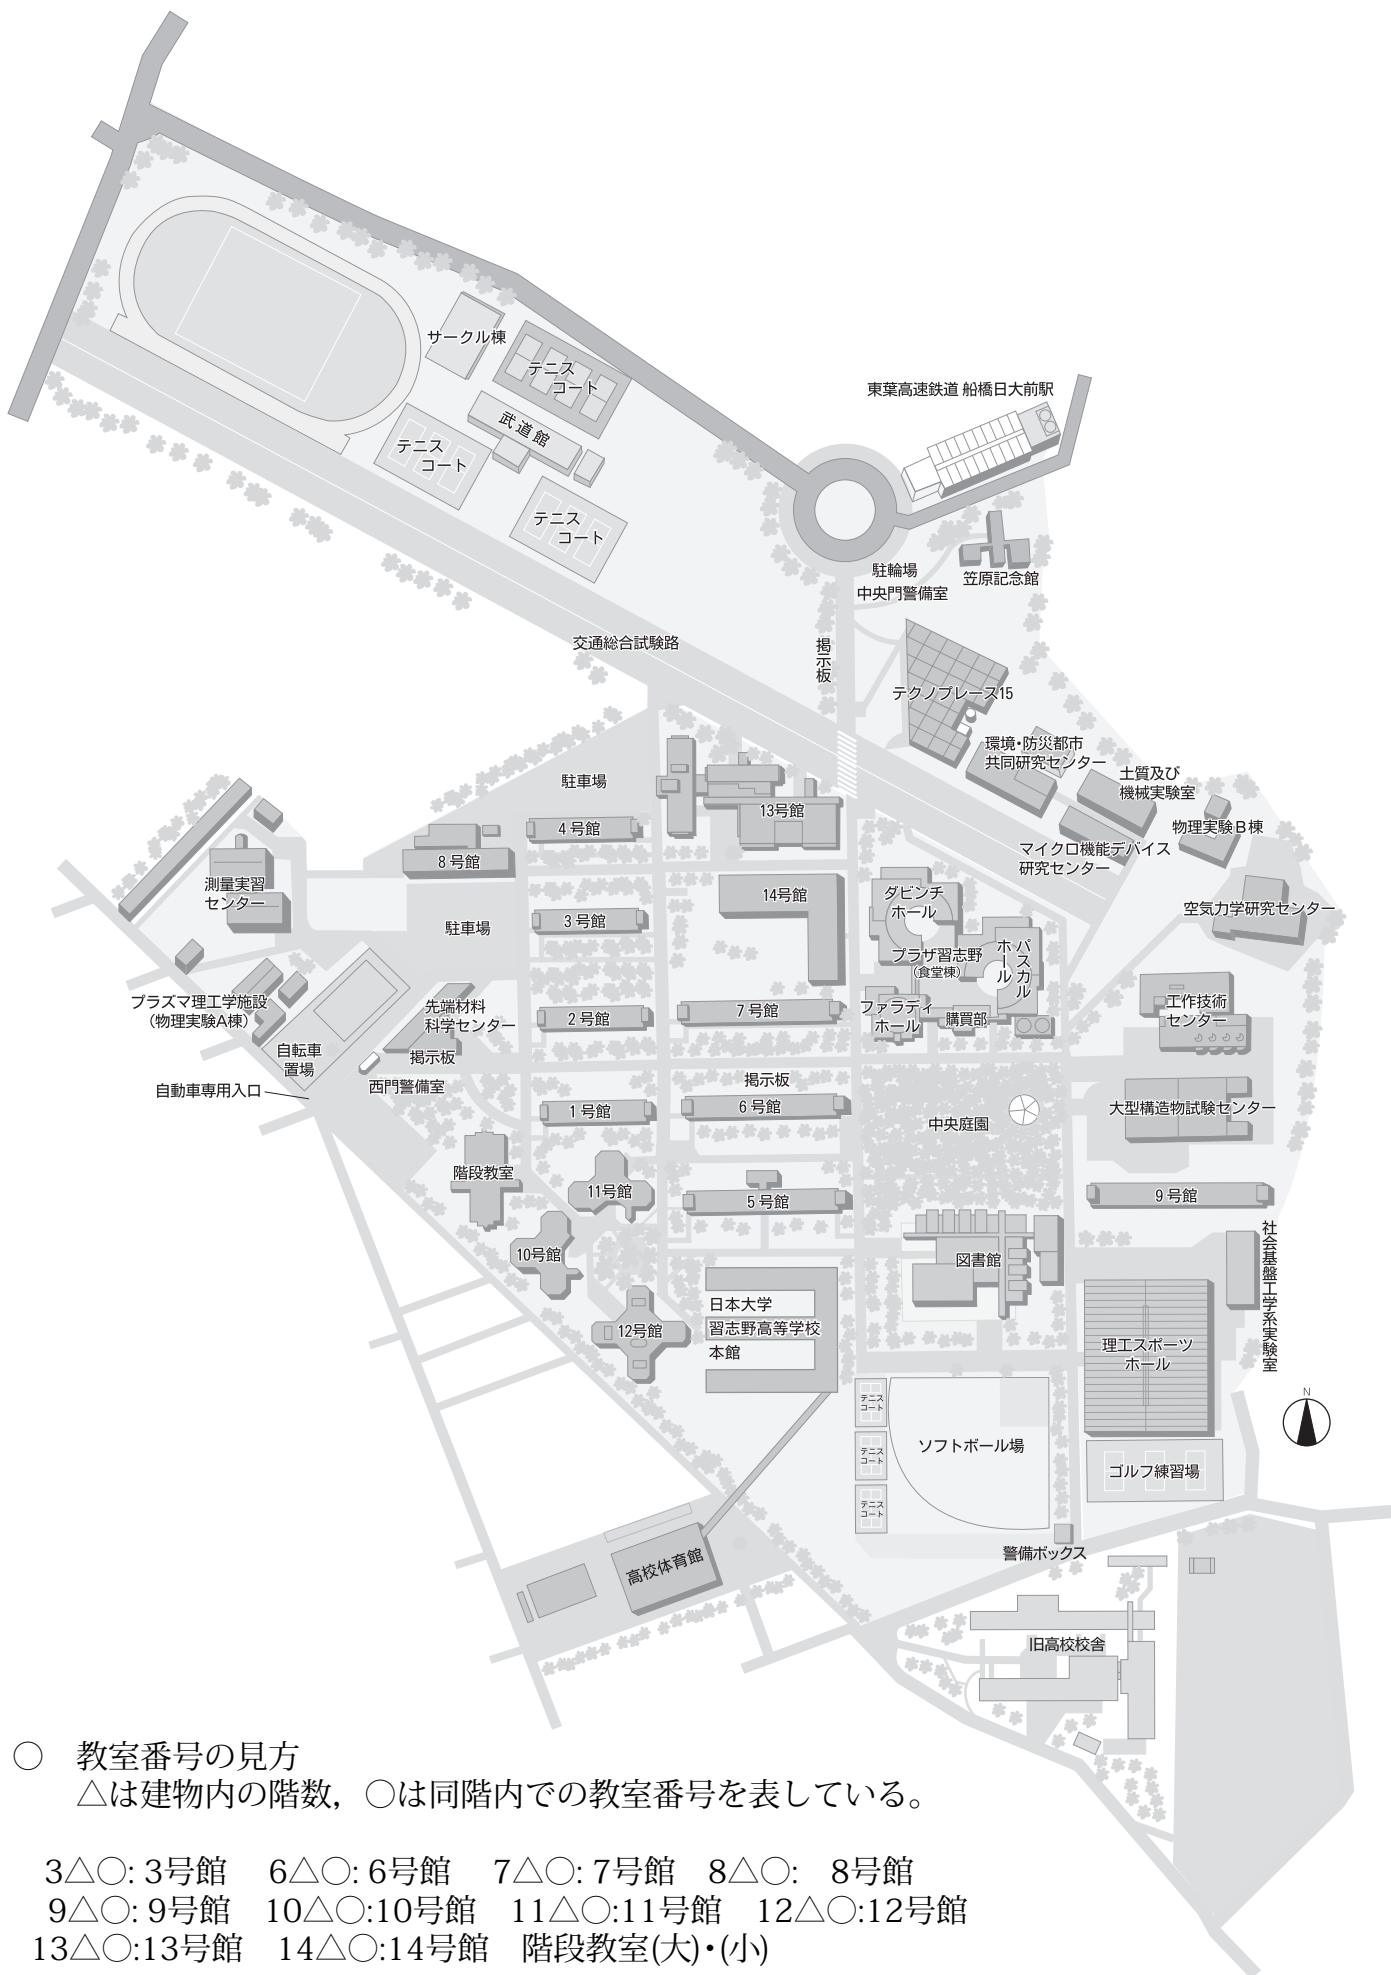 サークル棟
テニス
コート
武道館
テニス
コート
テニス
コート
東葉高速鉄道 船橋日大前駅
駐輪場
中央門警備室
笠原記念館
交通総合試験路
掲示板
テクノプレース15
環境・防災都市
共同研究センター
土質及び
機械実験室
物理実験B棟
マイクロ機能デバイス
研究センター
空気力学研究センター
駐車場
4号館
13号館
8号館
測量実習
センター
14号館
ダビンチ
ホール
3号館
駐車場
プラザ習志野
(食堂棟)
パスカル
ホール
プラズマ理工学施設
(物理実験A棟)
先端材料
科学センター
2号館
7号館
ファラディ
ホール
購買部
工作技術
センター
自転車
置場
掲示板
西門警備室
自動車専用入口
掲示板
1号館
6号館
中央庭園
大型構造物試験センター
階段教室
11号館
5号館
9号館
10号館
図書館
社会基盤工学系実験室
12号館
日本大学
習志野高等学校
本館
理工スポーツ
ホール
N
テニス
コート
テニス
コート
テニス
コート
ソフトボール場
ゴルフ練習場
警備ボックス
高校体育館
旧高校校舎
○ 教室番号の見方
△は建物内の階数，○は同階内での教室番号を表している。
3△○: 3号館 6△○: 6号館 7△○: 7号館 8△○: 8号館
9△○: 9号館 10△○:10号館 11△○:11号館 12△○:12号館
13△○:13号館 14△○:14号館 階段教室(大)・(小)